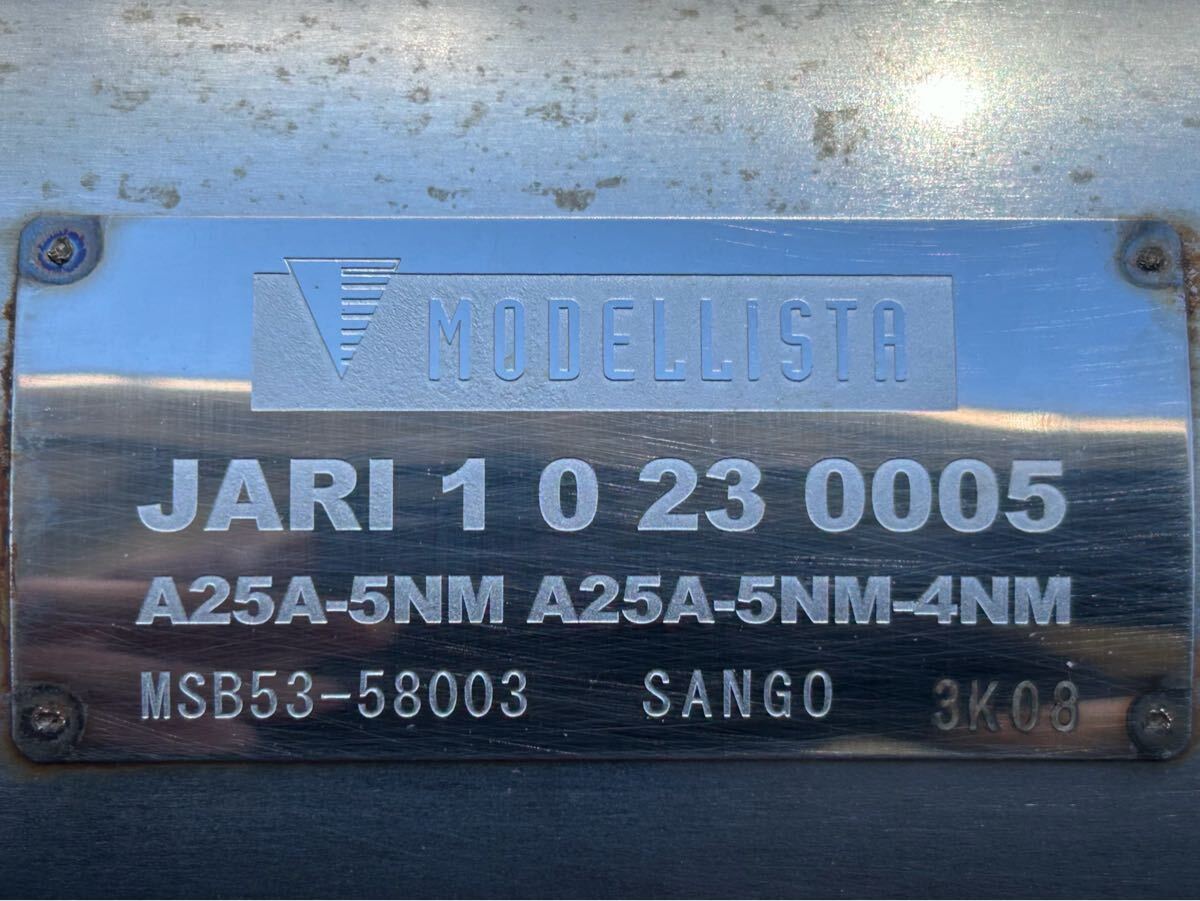 MODELLISTA
JARI 1 0 23 0005
A25A-5NM A25A-5NM-4NM
MSB53-58003 SANGO 3K08